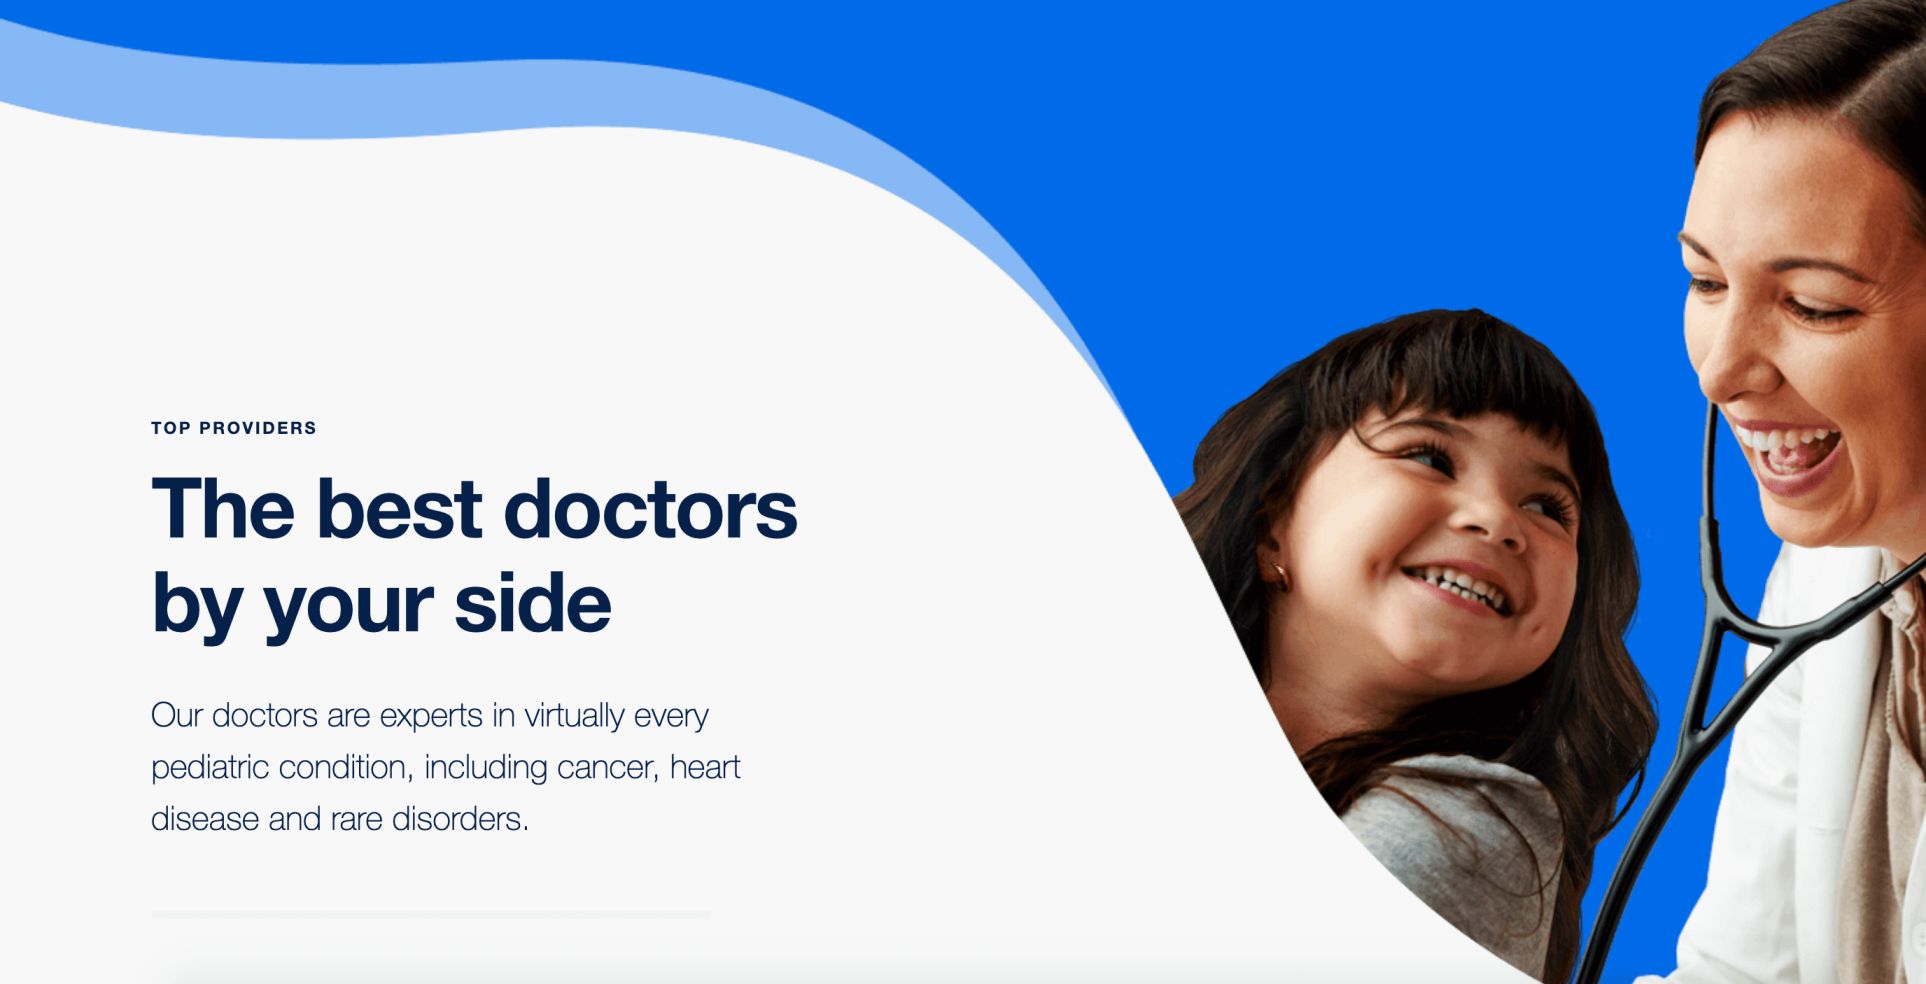 TOP PROVIDERS
The best doctors
by your side
Our doctors are experts in virtually every
pediatric condition, including cancer, heart
disease and rare disorders.